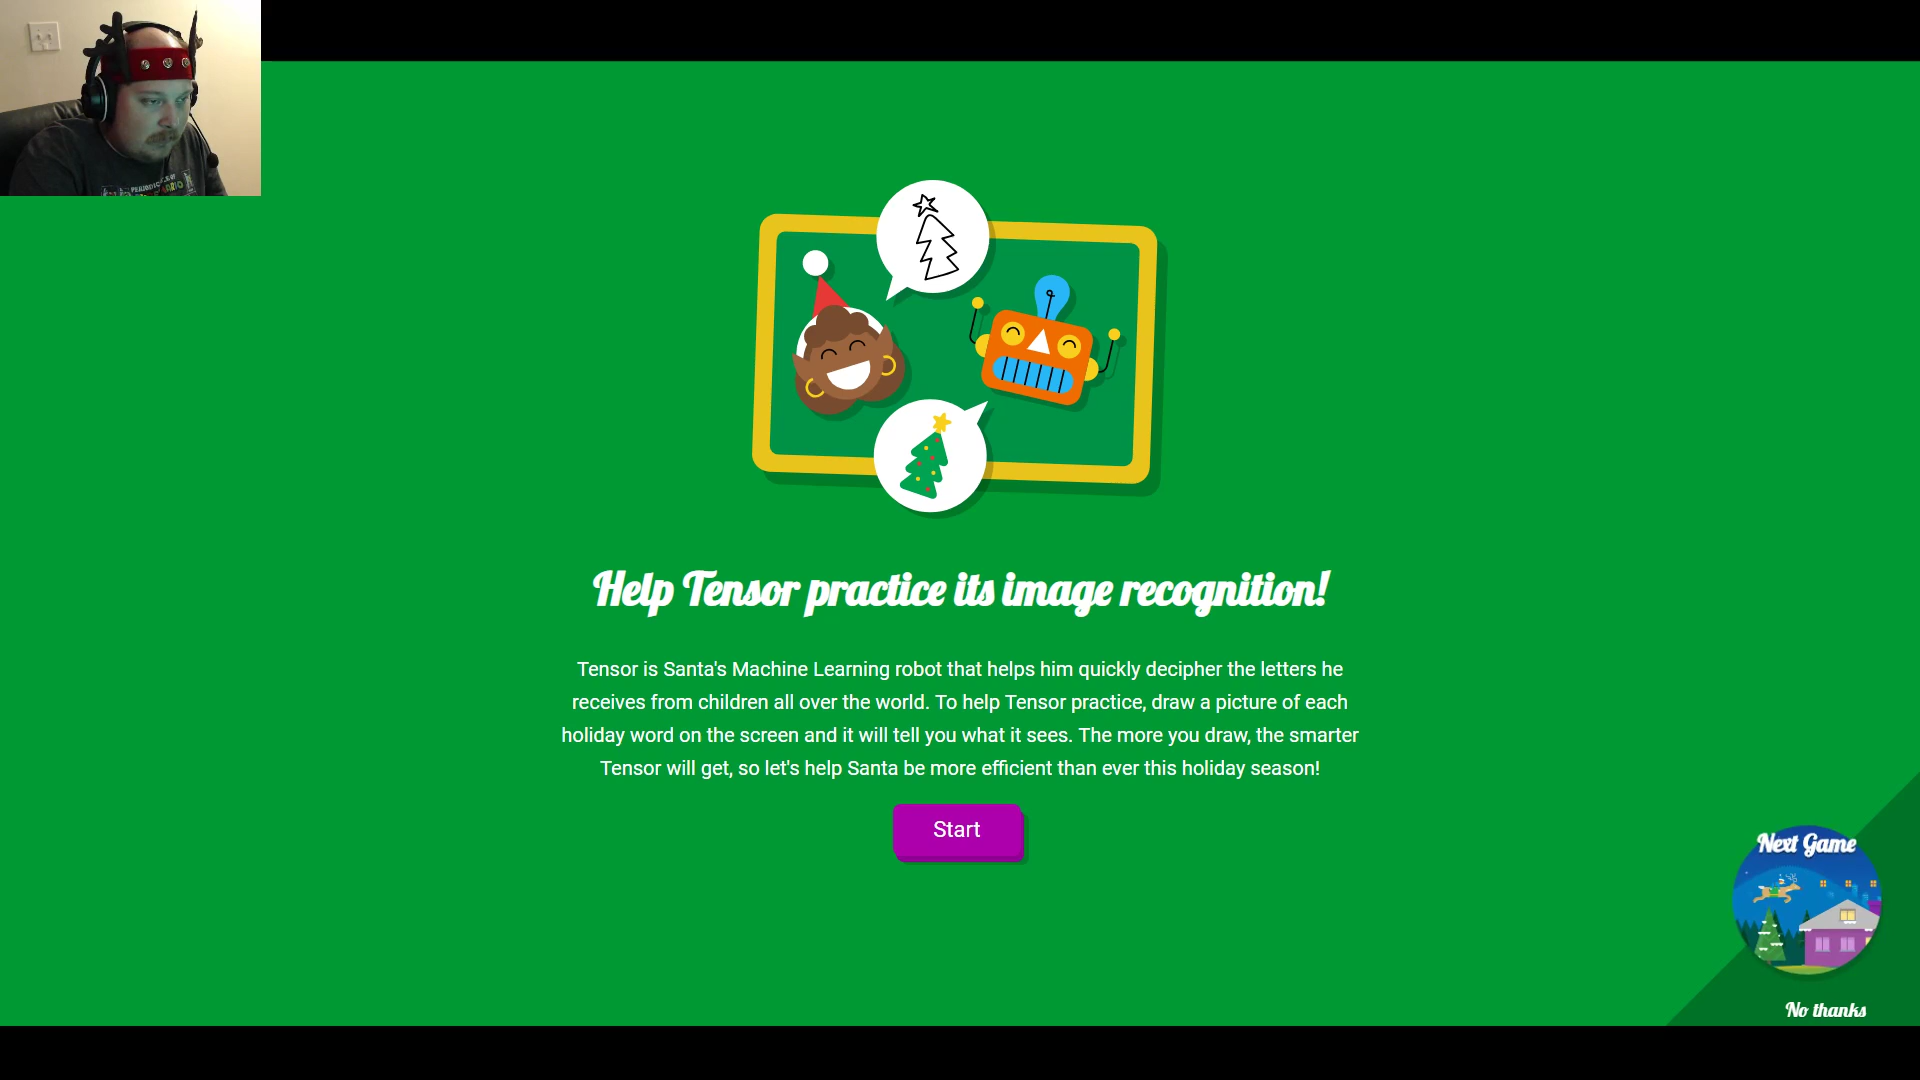 Help Tensor practice its image recognition!
Tensor is Santa's Machine Learning robot that helps him quickly decipher the letters he
receives from children all over the world. To help Tensor practice, draw a picture of each
holiday word on the screen and it will tell you what it sees. The more you draw, the smarter
Tensor will get, so let's help Santa be more efficient than ever this holiday season!
Start
Next Game
No thanks